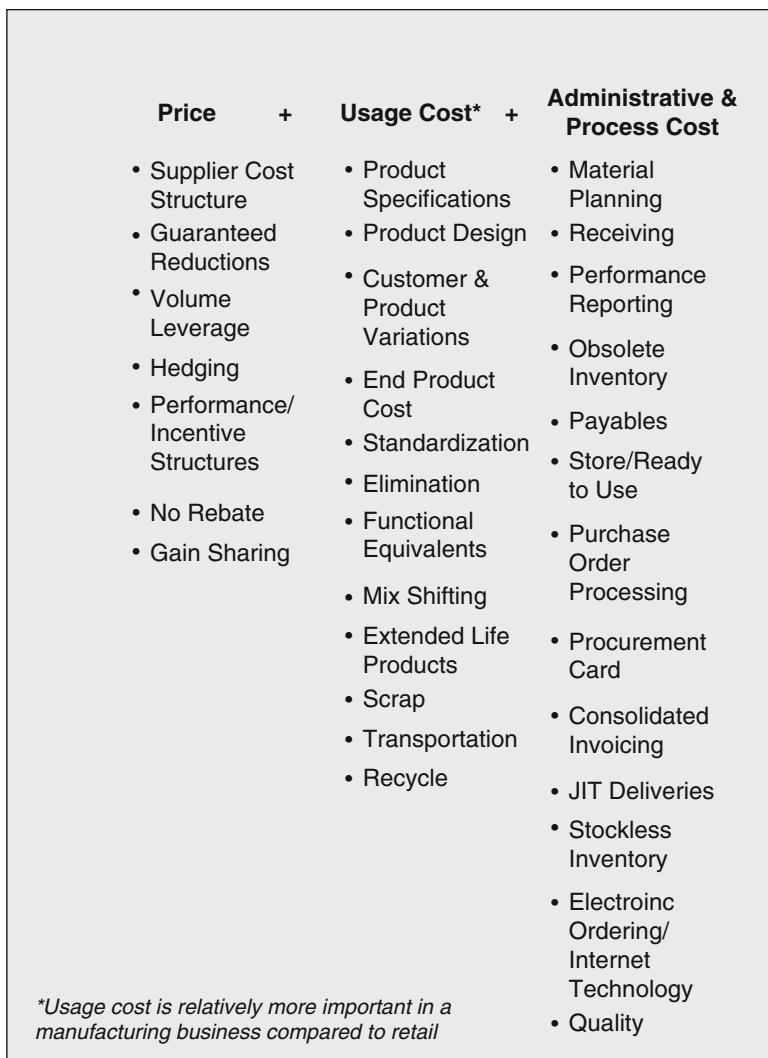 Price + Usage Cost* + Administrative &
Process Cost
• Supplier Cost
Structure
• Guaranteed
Reductions
• Volume
Leverage
• Hedging
• Performance/
Incentive
Structures
• No Rebate
• Gain Sharing
• Product
Specifications
• Product Design
• Customer &
Product
Variations
• End Product
Cost
• Standardization
• Elimination
• Functional
Equivalents
• Mix Shifting
• Extended Life
Products
• Scrap
• Transportation
• Recycle
• Material
Planning
• Receiving
• Performance
Reporting
• Obsolete
Inventory
• Payables
• Store/Ready
to Use
• Purchase
Order
Processing
• Procurement
Card
• Consolidated
Invoicing
• JIT Deliveries
• Stockless
Inventory
• Electroinc
Ordering/
Internet
Technology
• Quality
*Usage cost is relatively more important in a
manufacturing business compared to retail